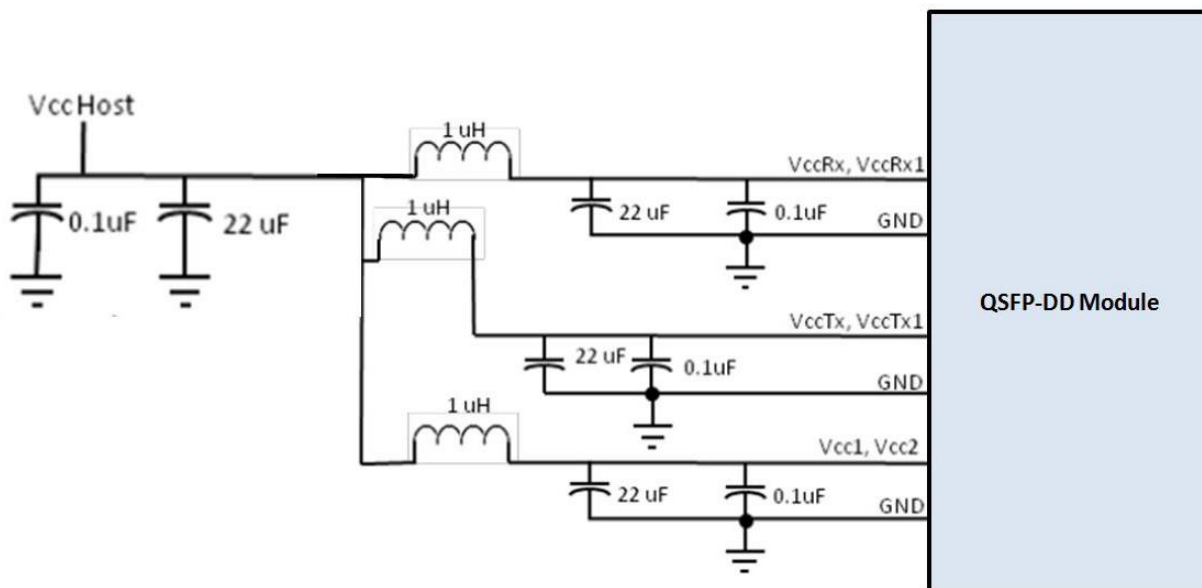 VccHost
0.1uF
22 uF
1 uH
VccRx, VccRx1
22 uF
0.1uF
GND
1 uH
VccTx, VccTx1
22 uF
0.1uF
GND
1 uH
Vcc1, Vcc2
22 uF
0.1uF
GND
QSFP-DD Module